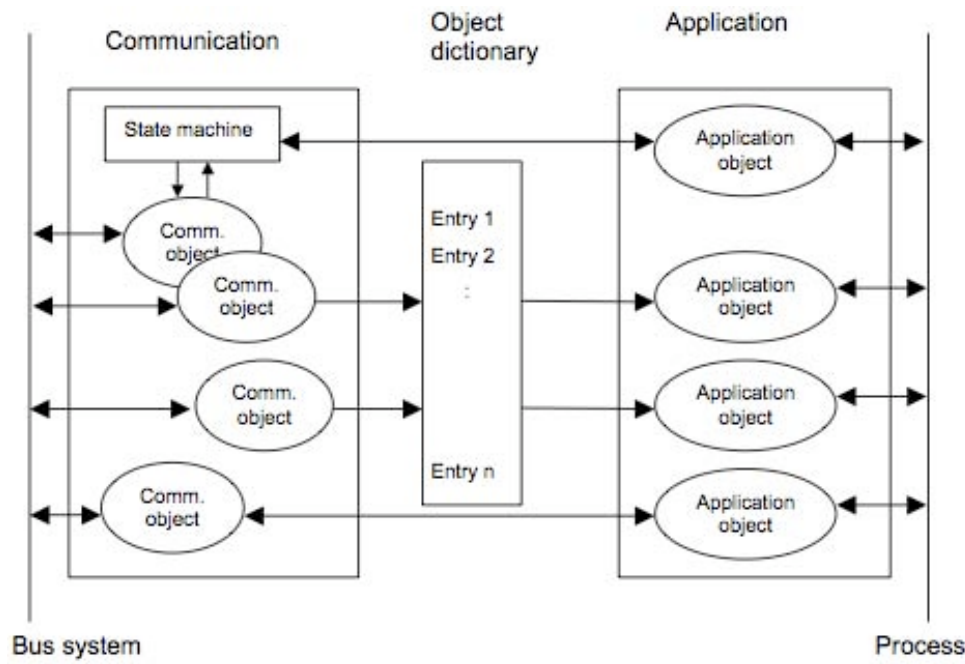 Communication
Object
dictionary
Application
State machine
Application
object
Comm.
object
Entry 1
Entry 2
:
Comm.
object
Application
object
Comm.
object
Application
object
Entry n
Comm.
object
Application
object
Bus system
Process